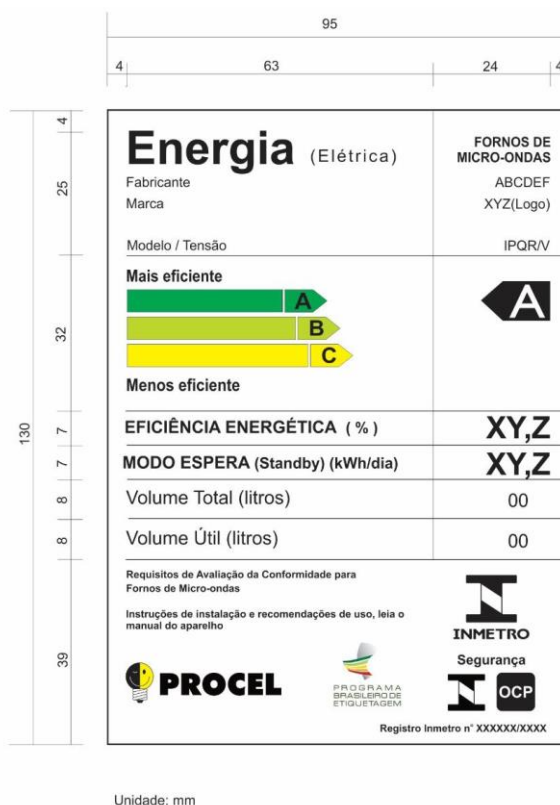 95
4 63 24 4
Energia (Elétrica)
FORNOS DE
MICRO-ONDAS
Fabricante ABCDEF
Marca XYZ(Logo)
Modelo / Tensão IPQR/V
Mais eficiente
A A
B
C
Menos eficiente
EFICIÊNCIA ENERGÉTICA ( % ) XY,Z
MODO ESPERA (Standby) (kWh/dia) XY,Z
Volume Total (litros) 00
Volume Útil (litros) 00
Requisitos de Avaliação da Conformidade para
Fornos de Micro-ondas
Instruções de instalação e recomendações de uso, leia o
manual do aparelho
INMETRO
Segurança
PROCEL
PROGRAMA
BRASILEIRO DE
ETIQUETAGEM
OCP
Registro Inmetro n° XXXXXX/XXXX
130
4
25
32
7
7
8
8
39
Unidade: mm